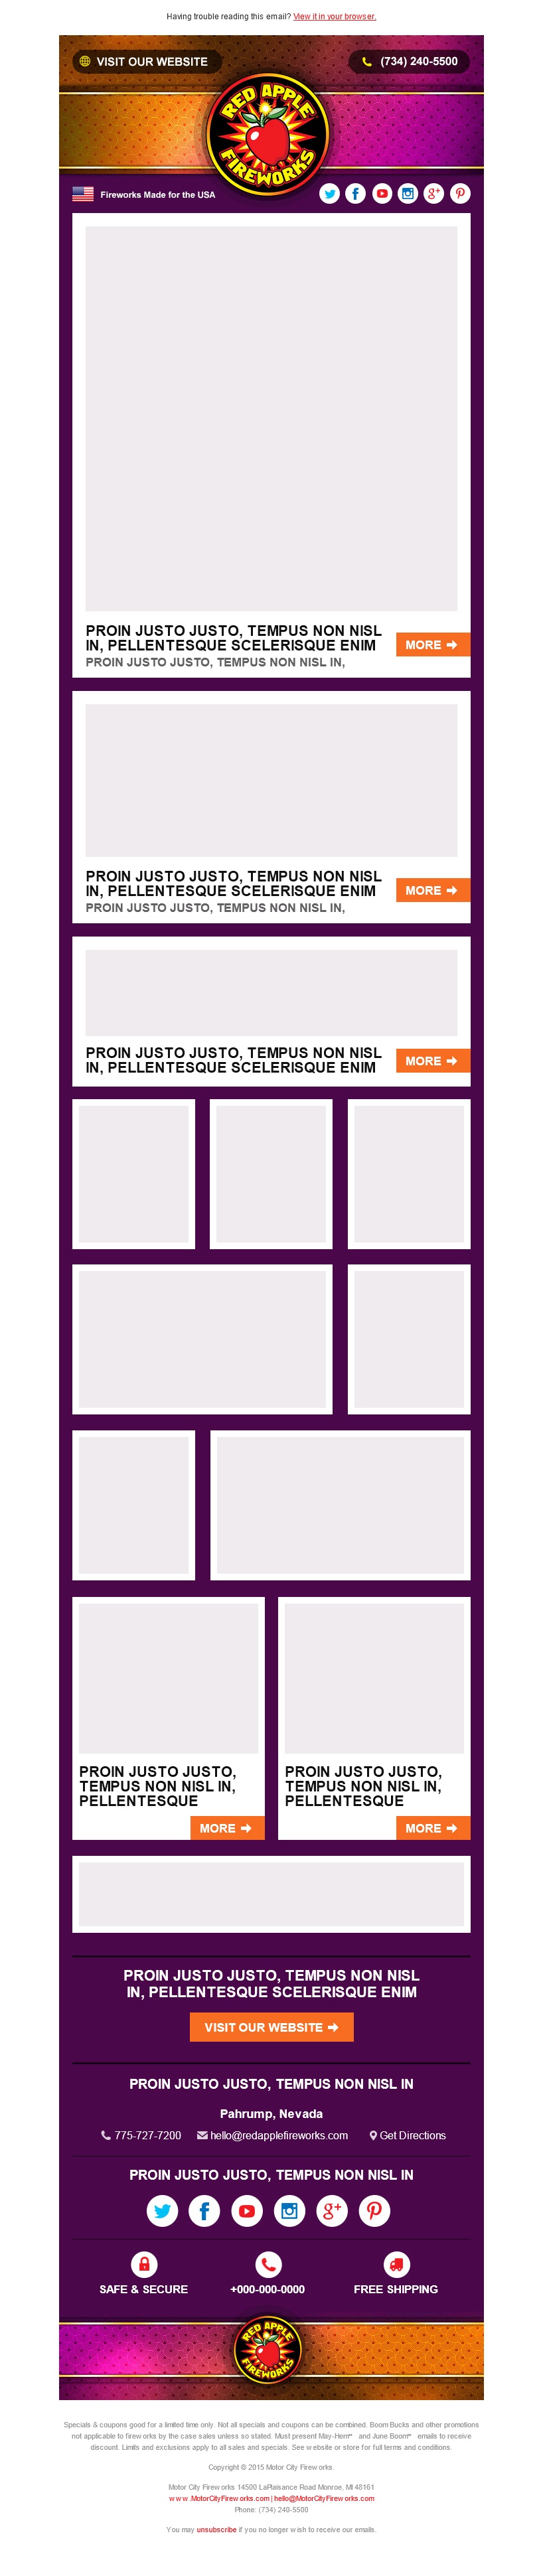 Having trouble reading this email? View it in your browser.
VISIT OUR WEBSITE
(734) 240-5500
RED APPLE
FIREWORKS
Fireworks Made for the USA
PROIN JUSTO JUSTO, TEMPUS NON NISL
IN, PELLENTESQUE SCELERISQUE ENIM
PROIN JUSTO JUSTO, TEMPUS NON NISL IN,
MORE
PROIN JUSTO JUSTO, TEMPUS NON NISL
IN, PELLENTESQUE SCELERISQUE ENIM
PROIN JUSTO JUSTO, TEMPUS NON NISL IN,
MORE
PROIN JUSTO JUSTO, TEMPUS NON NISL
IN, PELLENTESQUE SCELERISQUE ENIM
MORE
PROIN JUSTO JUSTO,
TEMPUS NON NISL IN,
PELLENTESQUE
MORE
PROIN JUSTO JUSTO,
TEMPUS NON NISL IN,
PELLENTESQUE
MORE
PROIN JUSTO JUSTO, TEMPUS NON NISL
IN, PELLENTESQUE SCELERISQUE ENIM
VISIT OUR WEBSITE
PROIN JUSTO JUSTO, TEMPUS NON NISL IN
Pahrump, Nevada
775-727-7200 hello@redapplefireworks.com Get Directions
PROIN JUSTO JUSTO, TEMPUS NON NISL IN
SAFE & SECURE
+000-000-0000
FREE SHIPPING
RED APPLE
FIREWORKS
Specials & coupons good for a limited time only. Not all specials and coupons can be combined. Boom Bucks and other promotions
not applicable to fireworks by the case sales unless so stated. Must present May-Hem℠ and June Boom℠ emails to receive
discount. Limits and exclusions apply to all sales and specials. See website or store for full terms and conditions.
Copyright © 2015 Motor City Fireworks
Motor City Fireworks 14500 LaPlaisance Road Monroe, MI 48161
www.MotorCityFireworks.com | hello@MotorCityFireworks.com
Phone: (734) 240-5500
You may unsubscribe if you no longer wish to receive our emails.